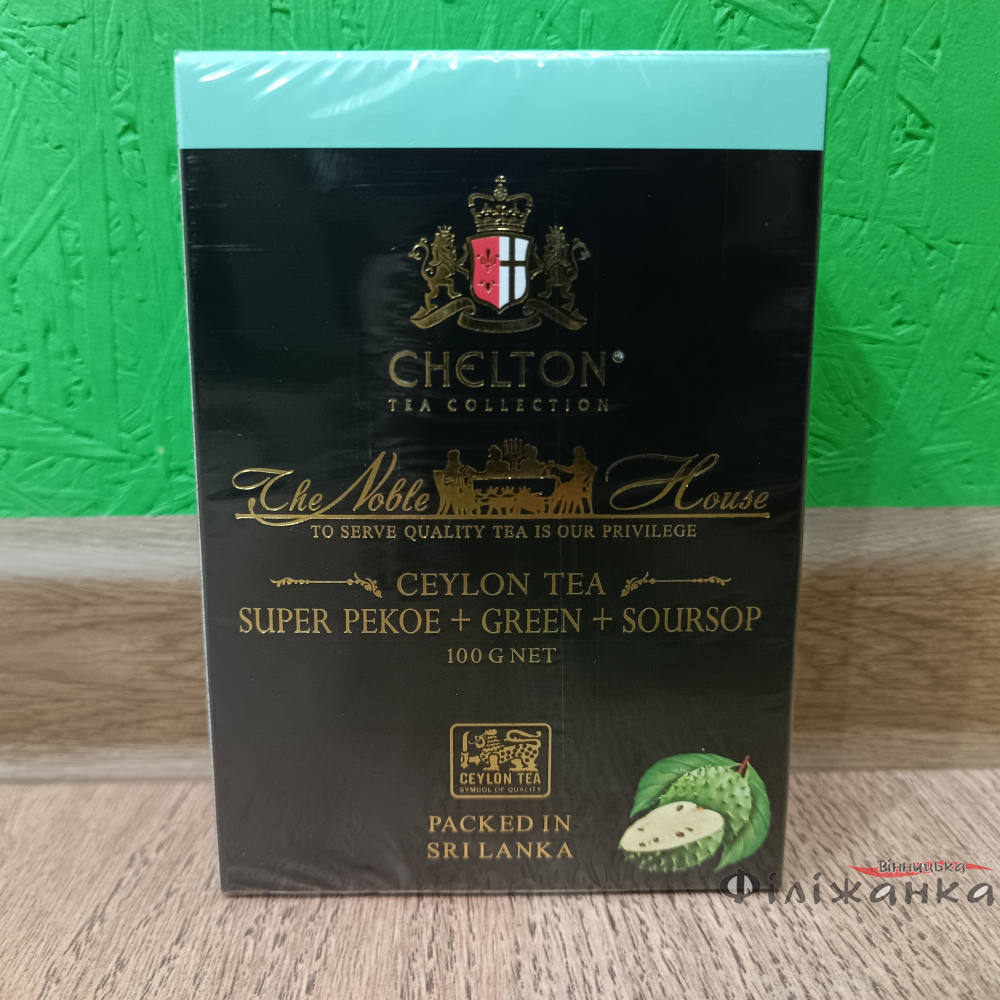 CHELTON®
TEA COLLECTION
The Noble House
TO SERVE QUALITY TEA IS OUR PRIVILEGE
CEYLON TEA
SUPER PEKOE + GREEN + SOURSOP
100 G NET
CEYLON TEA
SYMBOL OF QUALITY
PACKED IN
SRI LANKA
Вінницька
Філіжанка